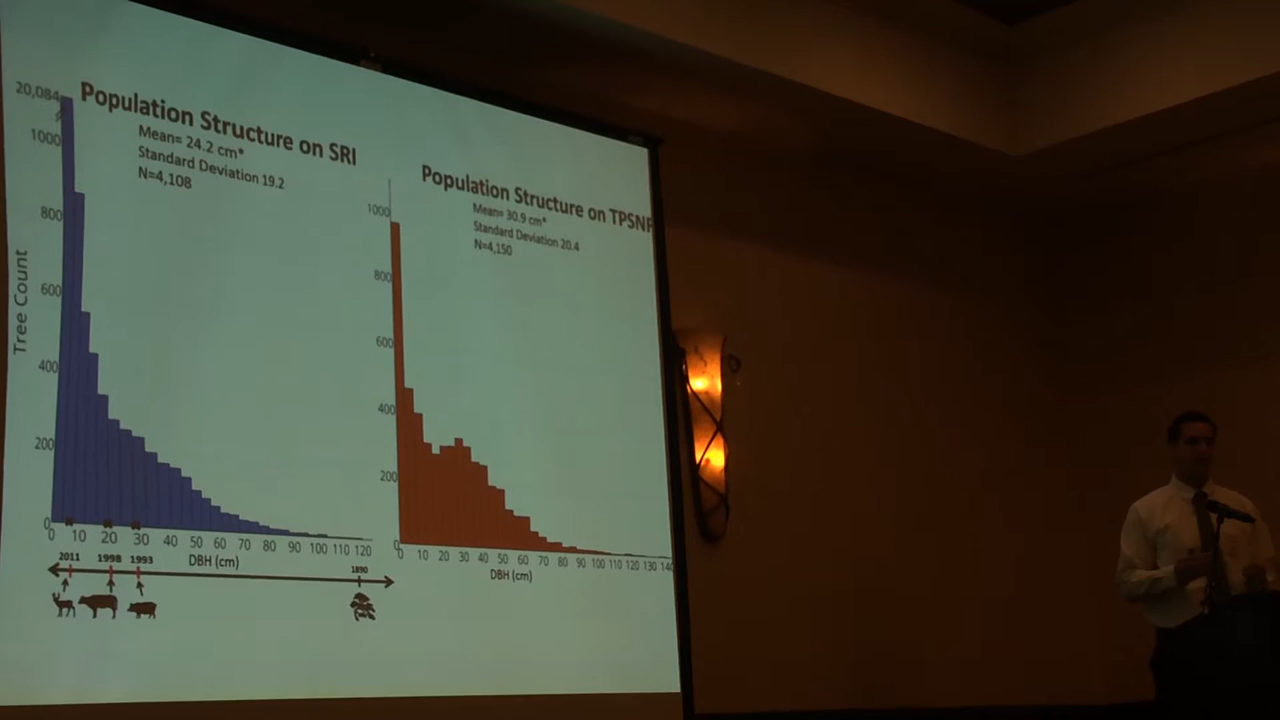 Population Structure on SRI
Mean= 24.2 cm*
Standard Deviation 19.2
N=4,108
20,084
1000
800
600
400
200
0
Tree Count
0 10 20 30 40 50 60 70 80 90 100 110 120
DBH (cm)
2011 1998 1993 1890
Population Structure on TPSNR
Mean= 30.9 cm*
Standard Deviation 20.4
N=4,150
1000
800
600
400
200
0
0 10 20 30 40 50 60 70 80 90 100 110 120 130 140
DBH (cm)